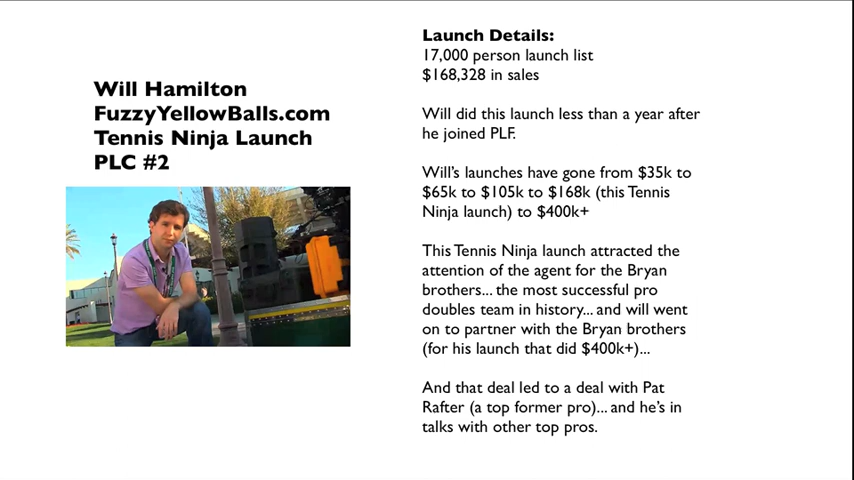 Will Hamilton
FuzzyYellowBalls.com
Tennis Ninja Launch
PLC #2
Launch Details:
17,000 person launch list
$168,328 in sales
Will did this launch less than a year after
he joined PLF.
Will's launches have gone from $35k to
$65k to $105k to $168k (this Tennis
Ninja launch) to $400k+
This Tennis Ninja launch attracted the
attention of the agent for the Bryan
brothers... the most successful pro
doubles team in history... and will went
on to partner with the Bryan brothers
(for his launch that did $400k+)...
And that deal led to a deal with Pat
Rafter (a top former pro)... and he's in
talks with other top pros.